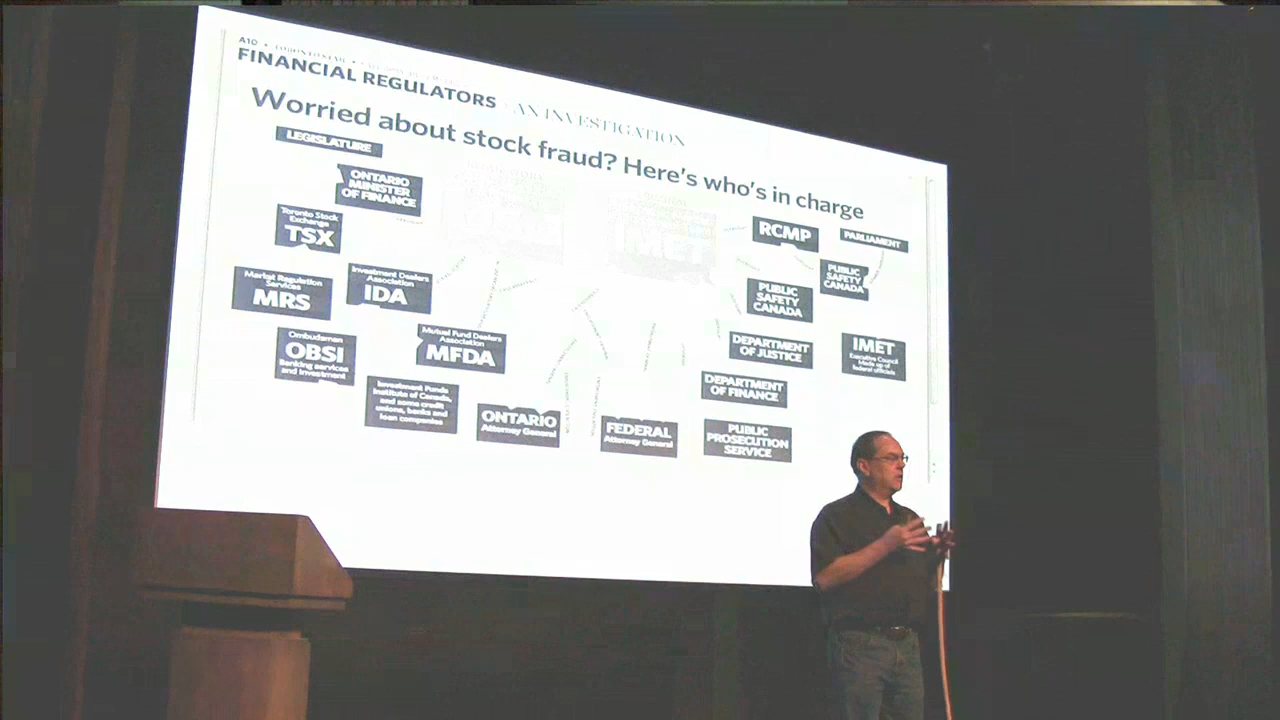 A10 • TORONTO STAR •
FINANCIAL REGULATORS AN INVESTIGATION
Worried about stock fraud? Here's who's in charge
LEGISLATURE
ONTARIO
MINISTER
OF FINANCE
Toronto Stock
Exchange
TSX
Market Regulation
Services
MRS
Investment Dealers
Association
IDA
Ombudsman
OBSI
Banking services
and investment
Mutual Fund Dealers
Association
MFDA
Investment Funds
Institute of Canada,
and some credit
unions, banks and
loan companies
ONTARIO
Attorney General
FEDERAL
Attorney General
RCMP
PARLIAMENT
PUBLIC
SAFETY
CANADA
PUBLIC
SAFETY
CANADA
DEPARTMENT
OF JUSTICE
IMET
Executive Council
Made up of
federal officials
DEPARTMENT
OF FINANCE
PUBLIC
PROSECUTION
SERVICE
IMET